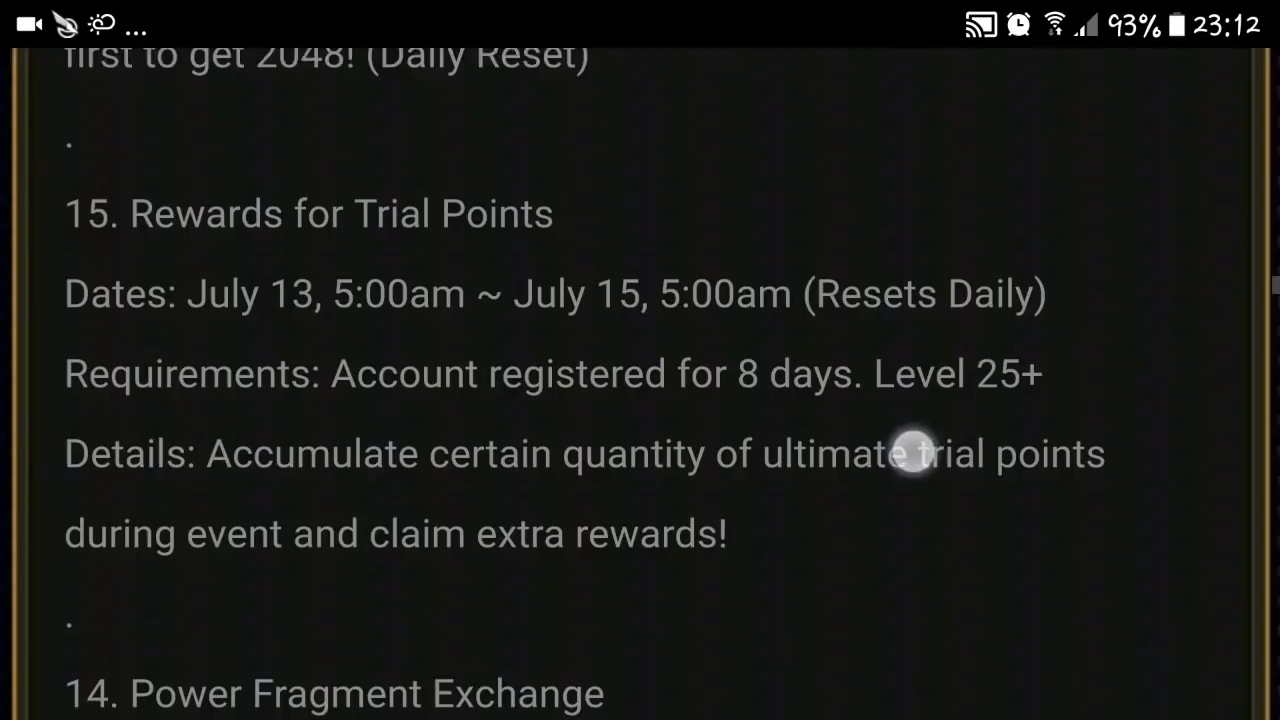 ... 93% 23:12
first to get 2048! (Daily Reset)
.
15. Rewards for Trial Points
Dates: July 13, 5:00am ~ July 15, 5:00am (Resets Daily)
Requirements: Account registered for 8 days. Level 25+
Details: Accumulate certain quantity of ultimate trial points
during event and claim extra rewards!
.
14. Power Fragment Exchange